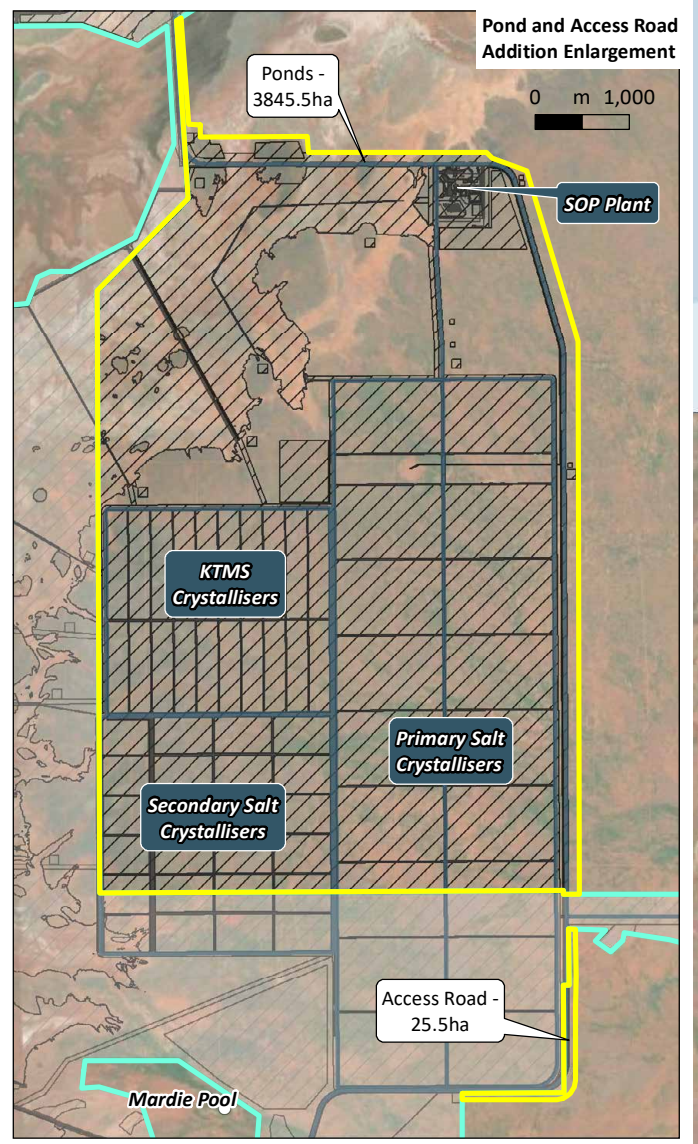 Pond and Access Road
Addition Enlargement
0 m 1,000
Ponds -
3845.5ha
SOP Plant
KTMS
Crystallisers
Primary Salt
Crystallisers
Secondary Salt
Crystallisers
Access Road -
25.5ha
Mardie Pool